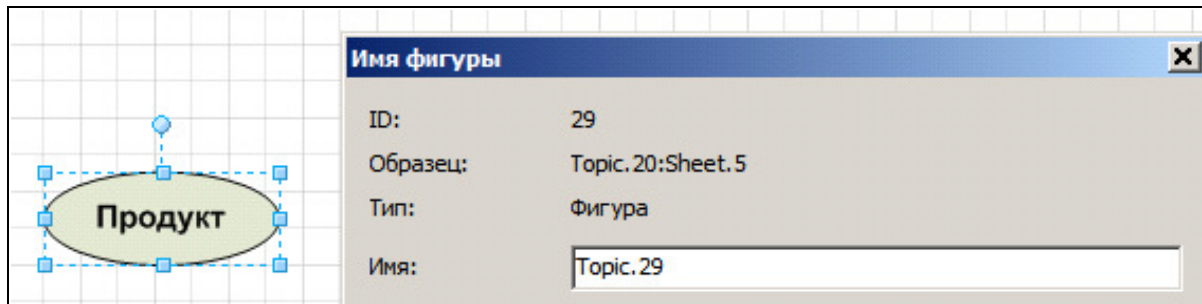 Продукт
Имя фигуры
ID: 29
Образец: Topic.20:Sheet.5
Тип: Фигура
Имя: Topic.29